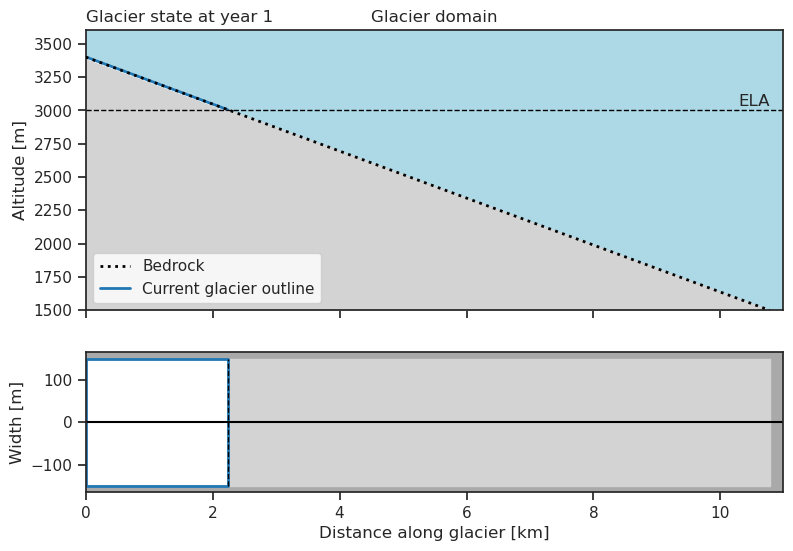 Glacier state at year 1
Glacier domain
3500
3250
3000
2750
2500
2250
2000
1750
1500
Altitude [m]
ELA
Bedrock
Current glacier outline
100
0
−100
Width [m]
0 2 4 6 8 10
Distance along glacier [km]